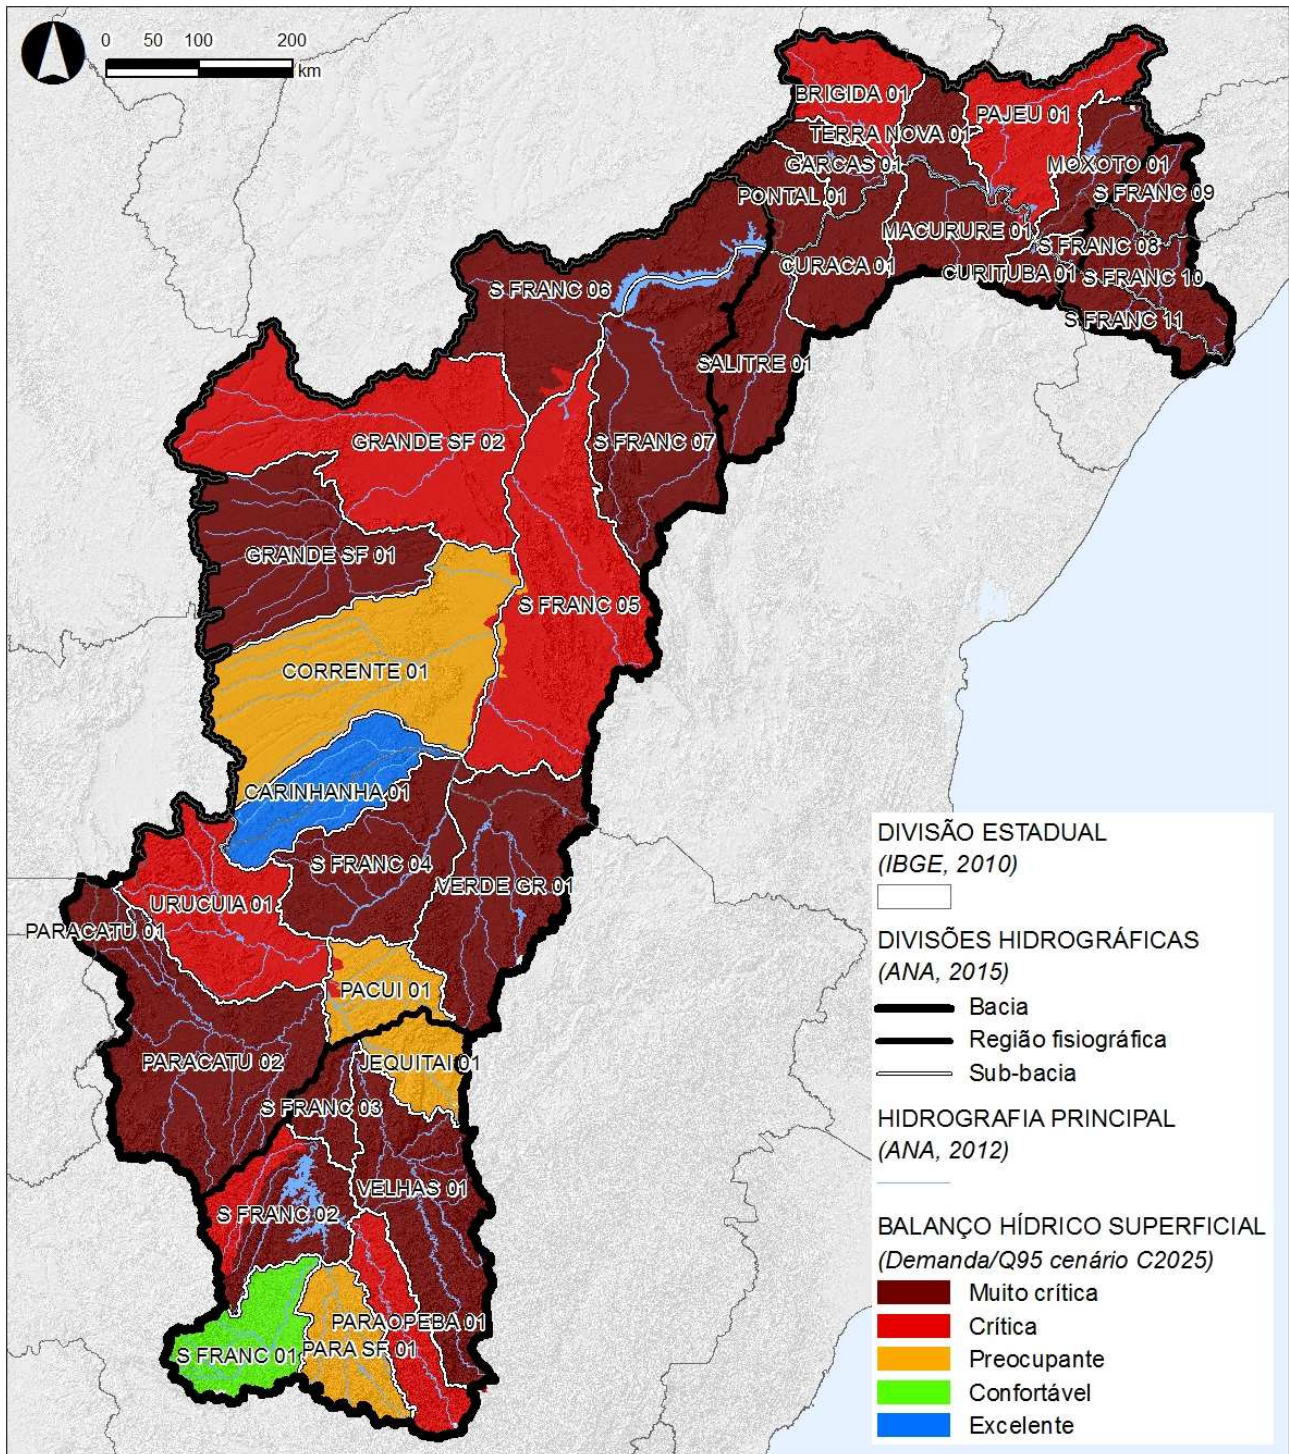 0 50 100 200
km
BRIGIDA 01
PAJEU 01
TERRA NOVA 01
GARCAS 01
MOXOTO 01
PONTAL 01
S FRANC 09
MACURURE 01
S FRANC 08
CURACA 01
CURITUBA 01
S FRANC 10
S FRANC 06
S FRANC 11
SALITRE 01
GRANDE SF 02
S FRANC 07
GRANDE SF 01
S FRANC 05
CORRENTE 01
CARINHANHA 01
S FRANC 04
VERDE GR 01
URUCUIA 01
PARACATU 01
PACUI 01
PARACATU 02
JEQUITAI 01
S FRANC 03
VELHAS 01
S FRANC 02
PARAOPEBA 01
PARA SF 01
S FRANC 01
DIVISÃO ESTADUAL
(IBGE, 2010)
DIVISÕES HIDROGRÁFICAS
(ANA, 2015)
Bacia
Região fisiográfica
Sub-bacia
HIDROGRAFIA PRINCIPAL
(ANA, 2012)
BALANÇO HÍDRICO SUPERFICIAL
(Demanda/Q95 cenário C2025)
Muito crítica
Crítica
Preocupante
Confortável
Excelente